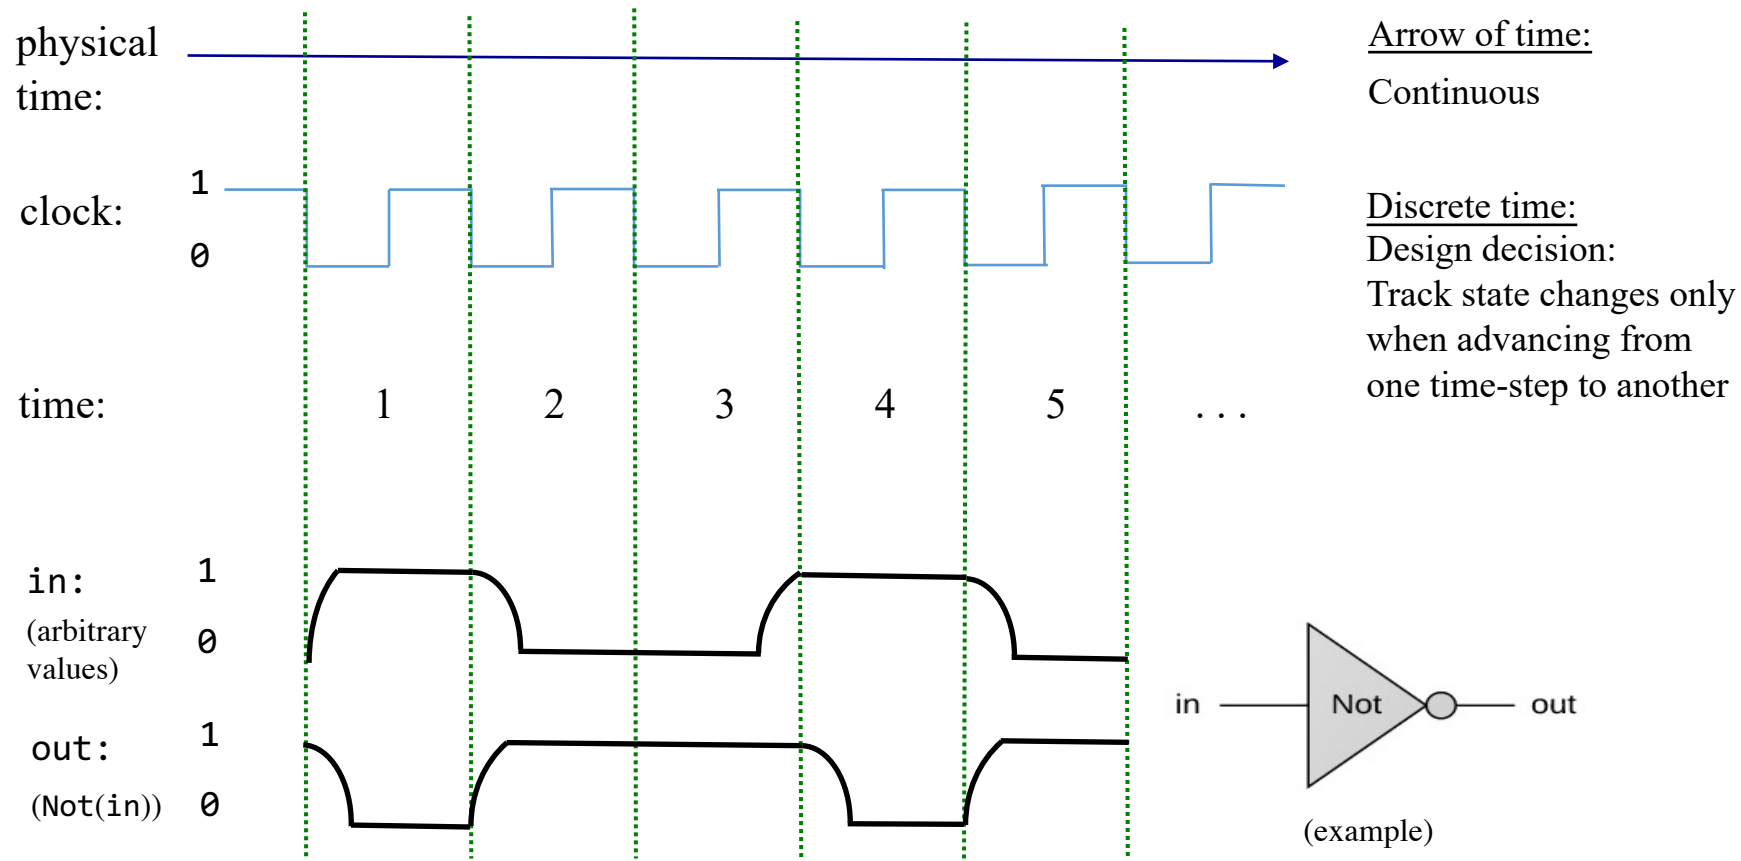 physical
time:
Arrow of time:
Continuous
clock:
1
0
Discrete time:
Design decision:
Track state changes only
when advancing from
one time-step to another
time:
1 2 3 4 5 . . .
in:
(arbitrary
values)
1
0
out:
(Not(in))
1
0
in Not out
(example)